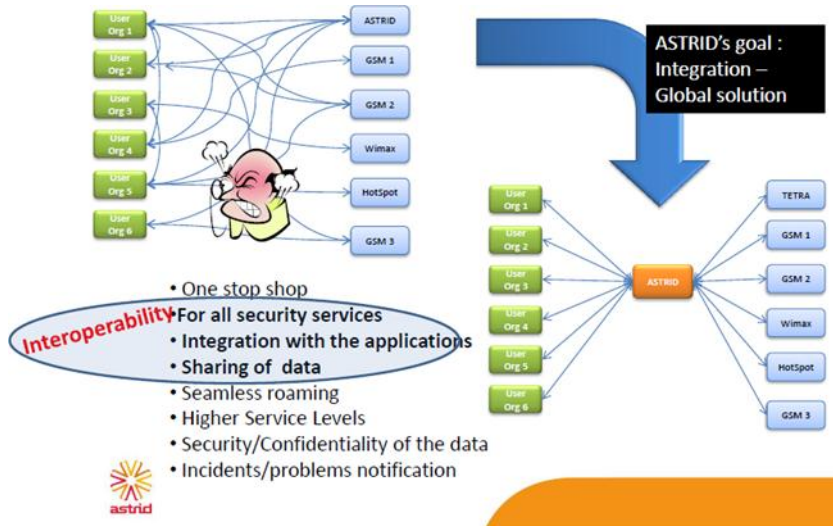 User
Org 1
User
Org 2
User
Org 3
User
Org 4
User
Org 5
User
Org 6
ASTRID
GSM 1
GSM 2
Wimax
HotSpot
GSM 3
ASTRID's goal :
Integration –
Global solution
User
Org 1
User
Org 2
User
Org 3
User
Org 4
User
Org 5
User
Org 6
ASTRID
TETRA
GSM 1
GSM 2
Wimax
HotSpot
GSM 3
Interoperability
• One stop shop
•For all security services
• Integration with the applications
• Sharing of data
• Seamless roaming
• Higher Service Levels
• Security/Confidentiality of the data
• Incidents/problems notification
astrid